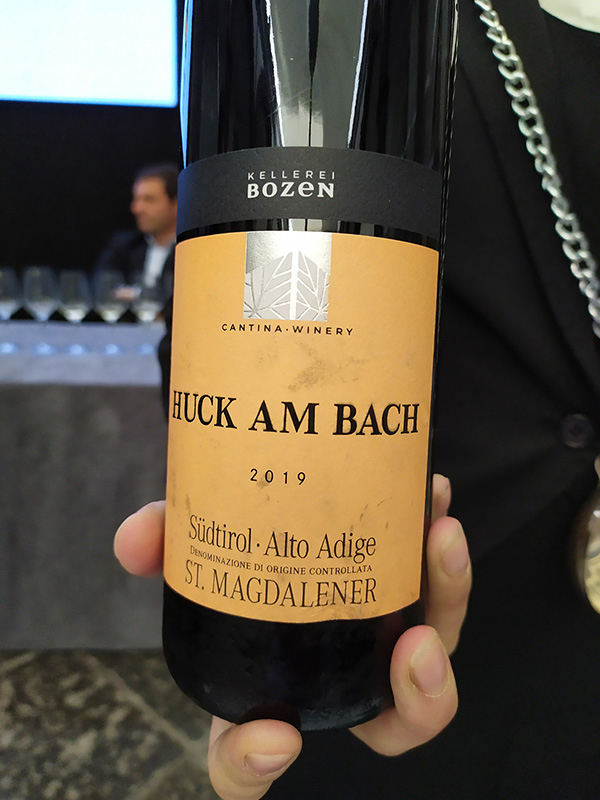 KELLEREI
BOZEN
CANTINA · WINERY
HUCK AM BACH
2019
Südtirol · Alto Adige
DENOMINAZIONE DI ORIGINE CONTROLLATA
ST. MAGDALENER